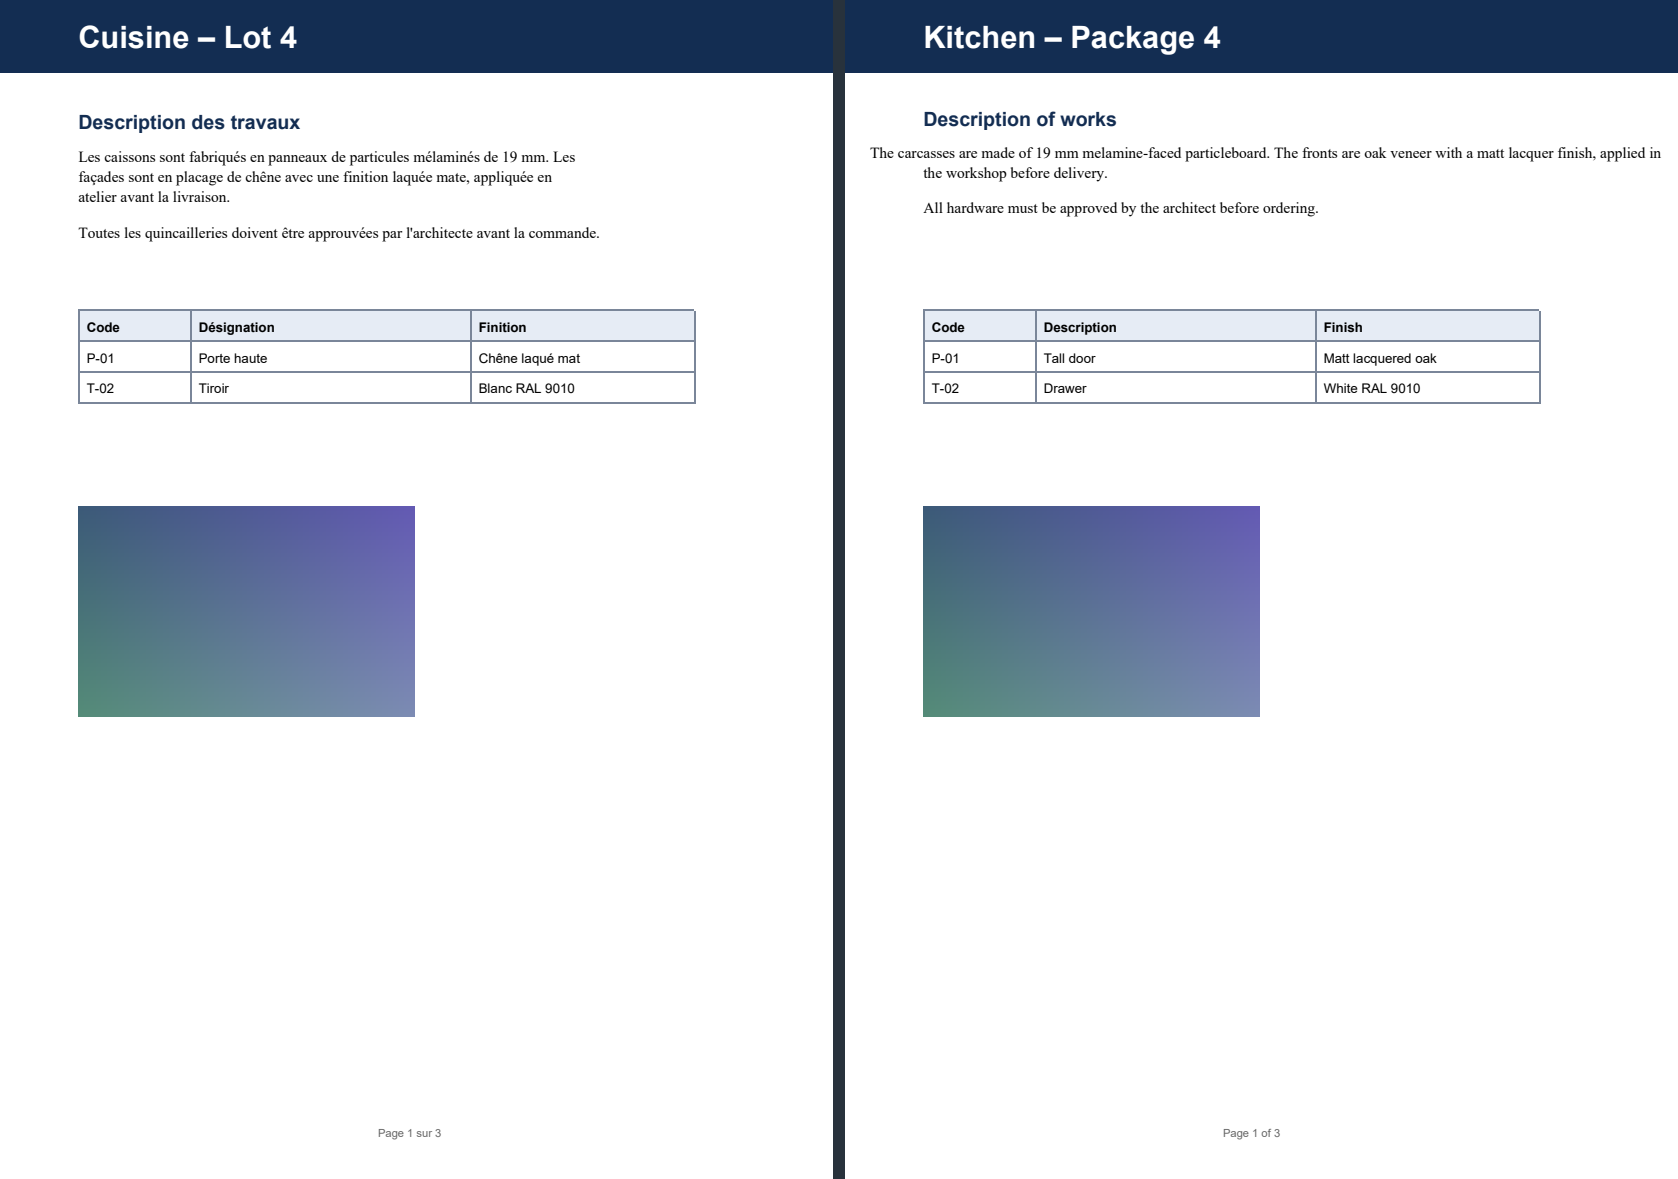 Cuisine – Lot 4
Description des travaux
Les caissons sont fabriqués en panneaux de particules mélaminés de 19 mm. Les
façades sont en placage de chêne avec une finition laquée mate, appliquée en
atelier avant la livraison.
Toutes les quincailleries doivent être approuvées par l'architecte avant la commande.
Code Désignation Finition
P-01 Porte haute Chêne laqué mat
T-02 Tiroir Blanc RAL 9010
Page 1 sur 3
Kitchen – Package 4
Description of works
The carcasses are made of 19 mm melamine-faced particleboard. The fronts are oak veneer with a matt lacquer finish, applied in
the workshop before delivery.
All hardware must be approved by the architect before ordering.
Code Description Finish
P-01 Tall door Matt lacquered oak
T-02 Drawer White RAL 9010
Page 1 of 3